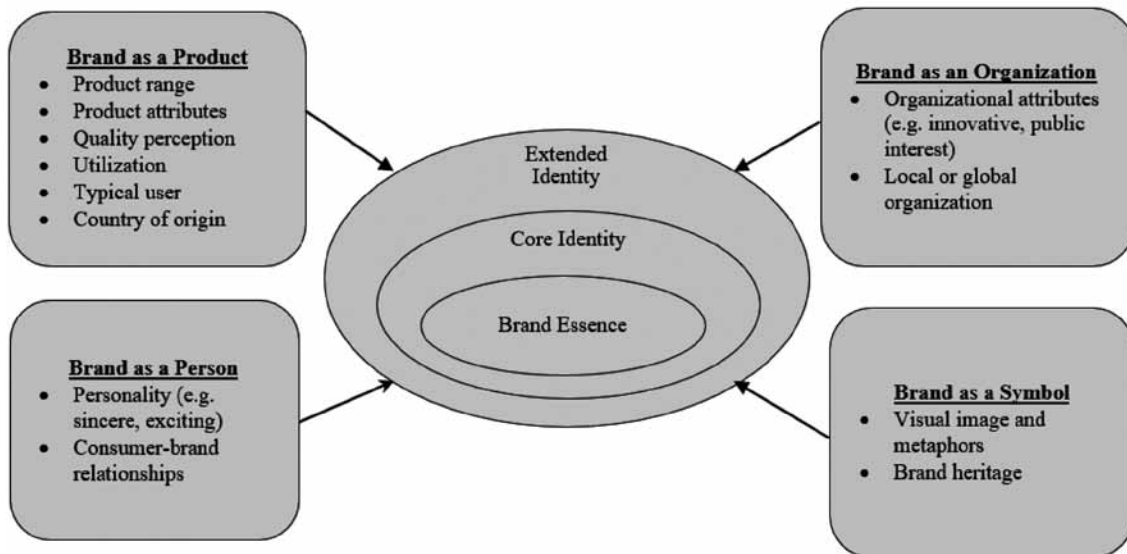 Brand as a Product
• Product range
• Product attributes
• Quality perception
• Utilization
• Typical user
• Country of origin
Brand as an Organization
• Organizational attributes
(e.g. innovative, public
interest)
• Local or global
organization
Extended
Identity
Core Identity
Brand Essence
Brand as a Person
• Personality (e.g.
sincere, exciting)
• Consumer-brand
relationships
Brand as a Symbol
• Visual image and
metaphors
• Brand heritage